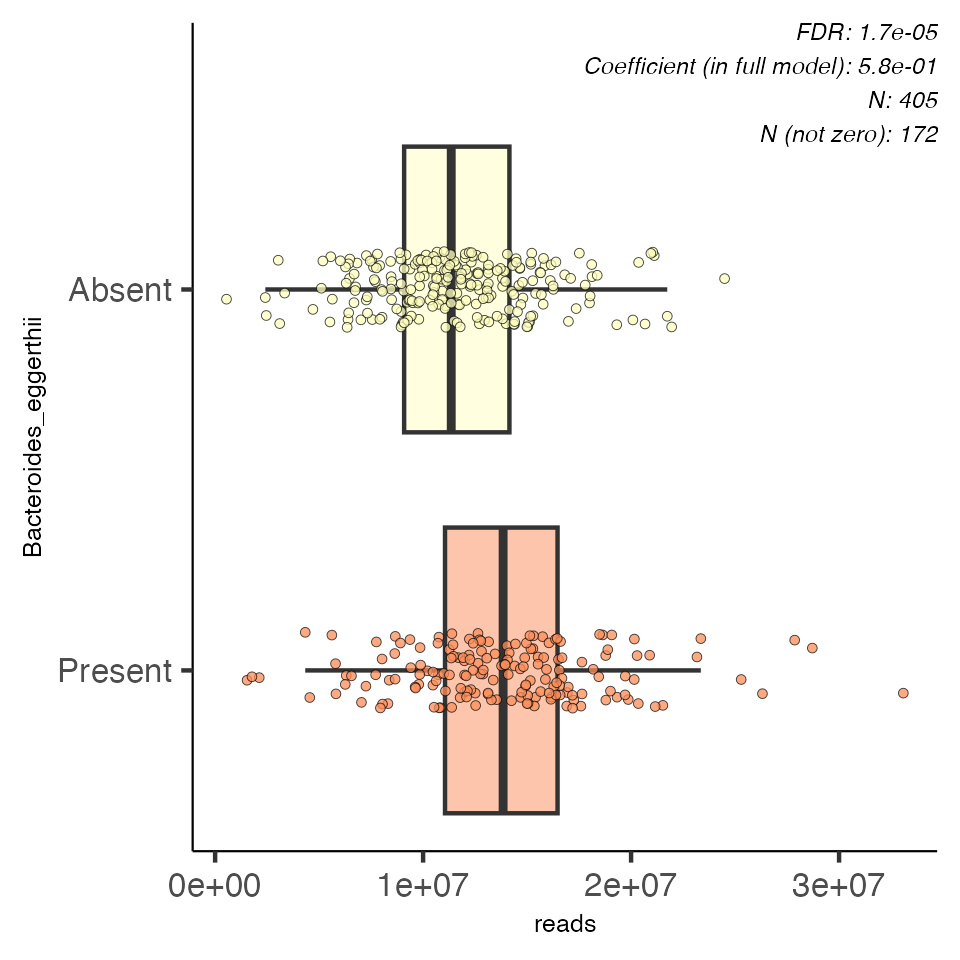 FDR: 1.7e-05
Coefficient (in full model): 5.8e-01
N: 405
N (not zero): 172
Bacteroides_eggerthii
Absent
Present
0e+00 1e+07 2e+07 3e+07
reads